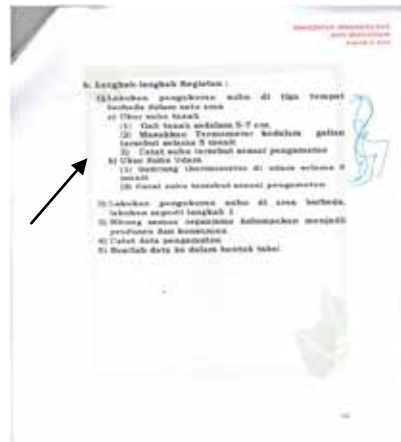 b. Langkah-langkah Kegiatan :
1) Lakukan pengukuran suhu di tiga tempat
berbeda dalam satu area
a) Ukur suhu tanah
(1) Gali tanah sedalam 5-7 cm.
(2) Masukkan Termometer kedalam galian
tersebut selama 5 menit
3) Catat suhu tersebut sesuai pengamatan
b) Ukur Suhu Udara
(1) thermometer di udara selama 5
menit
(2) Catat suhu tersebut sesuai pengamatan
2) Lakukan pengukuran suhu di area berbeda,
lakukan seperti langkah 1
3) Hitung semua organisme kelompokan menjadi
produsen dan konsumen
4) Catat data pengamatan
5) Buatlah data ke dalam bentuk tabel